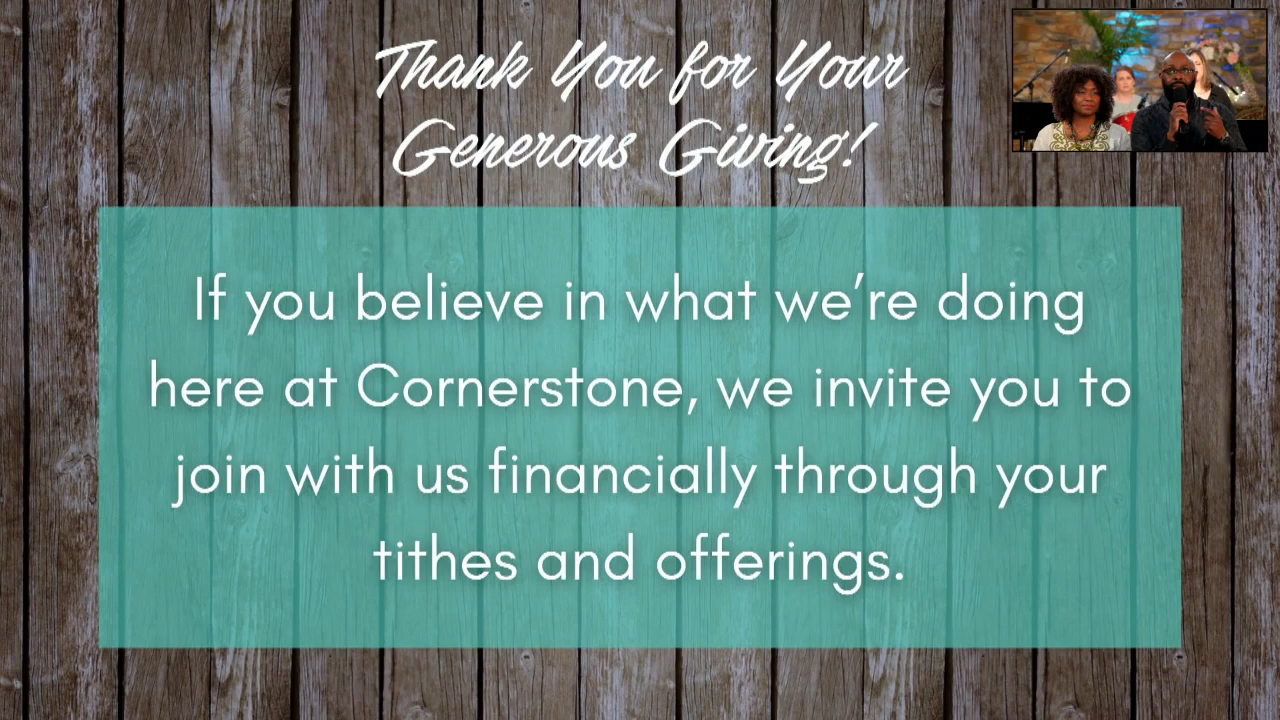 Thank You for Your
Generous Giving!
If you believe in what we’re doing
here at Cornerstone, we invite you to
join with us financially through your
tithes and offerings.